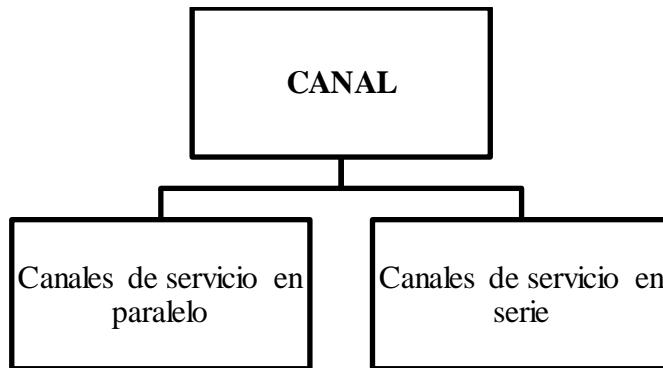 CANAL
Canales de servicio en
paralelo
Canales de servicio en
serie